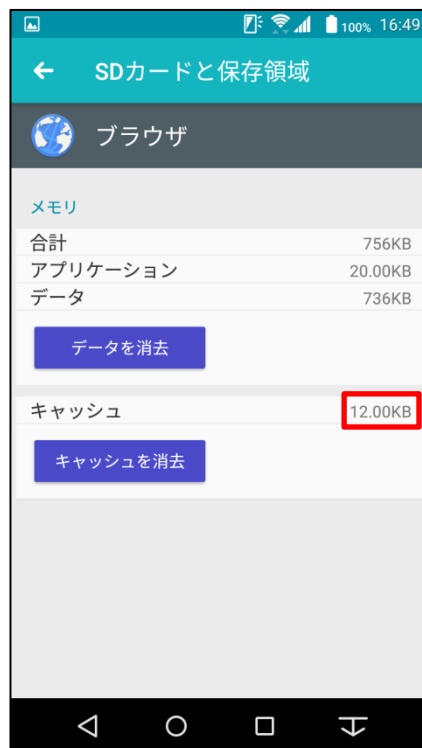 100% 16:49
SDカードと保存領域
ブラウザ
メモリ
合計 756KB
アプリケーション 20.00KB
データ 736KB
データを消去
キャッシュ 12.00KB
キャッシュを消去